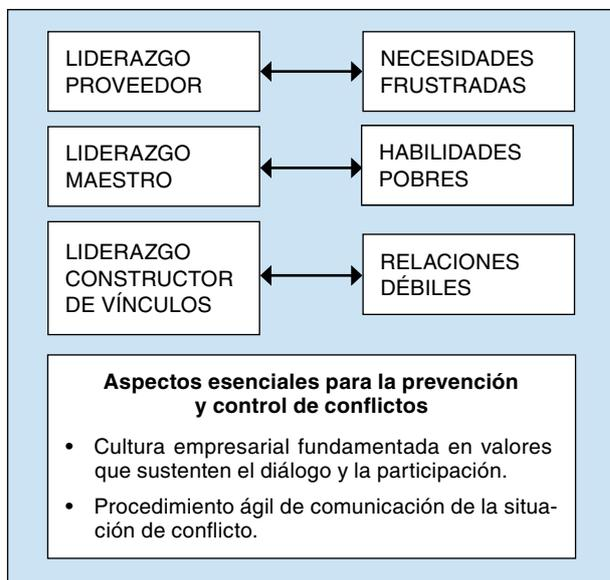 LIDERAZGO
PROVEEDOR
NECESIDADES
FRUSTRADAS
LIDERAZGO
MAESTRO
HABILIDADES
POBRES
LIDERAZGO
CONSTRUCTOR
DE VÍNCULOS
RELACIONES
DÉBILES
Aspectos esenciales para la prevención
y control de conflictos
• Cultura empresarial fundamentada en valores
que sustenten el diálogo y la participación.
• Procedimiento ágil de comunicación de la situa-
ción de conflicto.